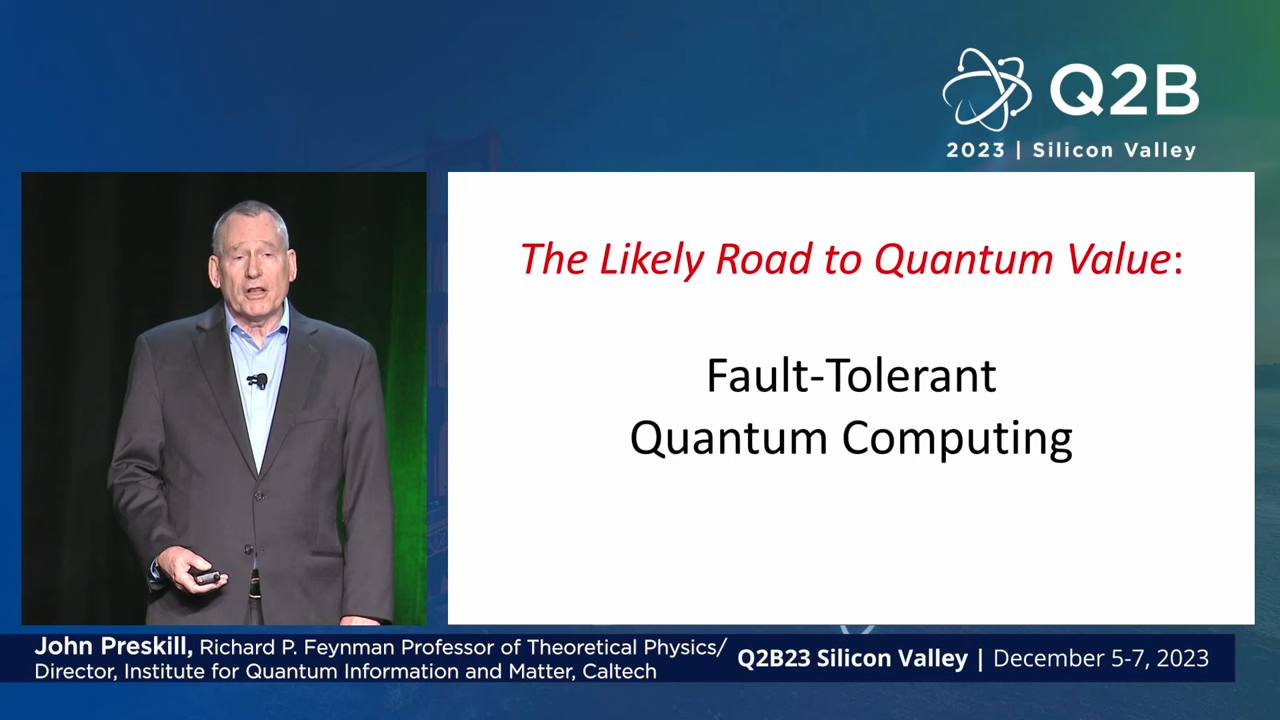 Q2B
2023 | Silicon Valley
The Likely Road to Quantum Value:
Fault-Tolerant
Quantum Computing
John Preskill, Richard P. Feynman Professor of Theoretical Physics/
Director, Institute for Quantum Information and Matter, Caltech
Q2B23 Silicon Valley | December 5-7, 2023